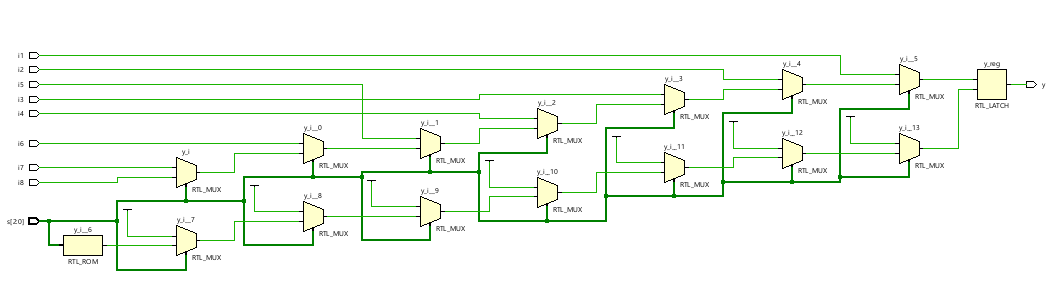 i1
i2
i5
i3
i4
i6
i7
i8
s[2:0]
y_i__6
RTL_ROM
y_i
RTL_MUX
y_i__7
RTL_MUX
y_i__0
RTL_MUX
y_i__8
RTL_MUX
y_i__1
RTL_MUX
y_i__9
RTL_MUX
y_i__2
RTL_MUX
y_i__10
RTL_MUX
y_i__3
RTL_MUX
y_i__11
RTL_MUX
y_i__4
RTL_MUX
y_i__12
RTL_MUX
y_i__5
RTL_MUX
y_i__13
RTL_MUX
y_reg
RTL_LATCH
y